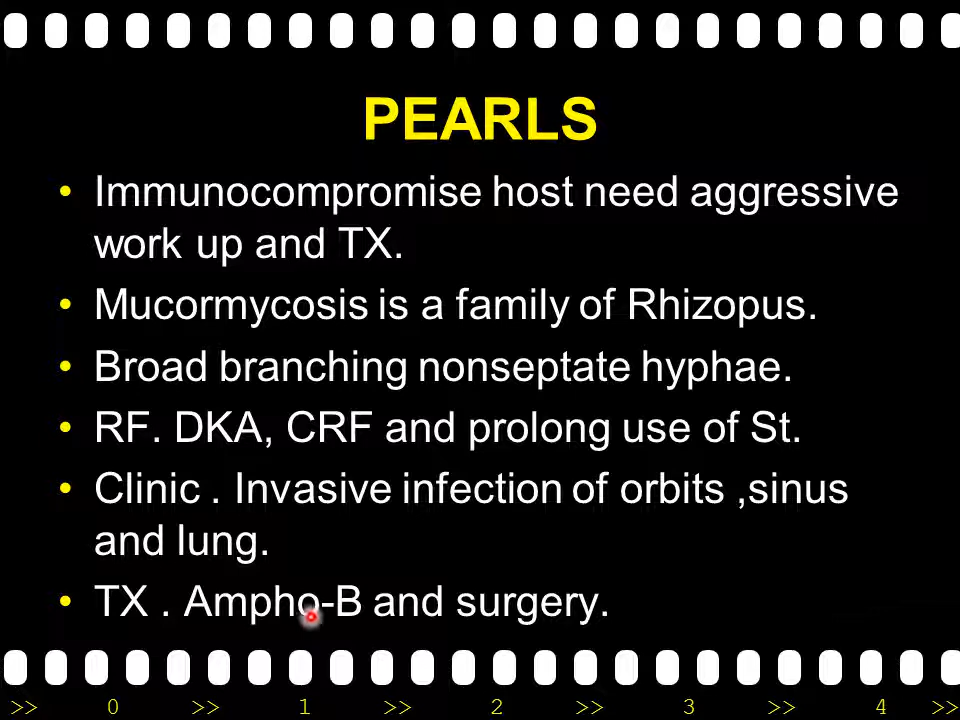 PEARLS
• Immunocompromise host need aggressive
work up and TX.
• Mucormycosis is a family of Rhizopus.
• Broad branching nonseptate hyphae.
• RF. DKA, CRF and prolong use of St.
• Clinic . Invasive infection of orbits ,sinus
and lung.
• TX . Ampho-B and surgery.
>> 0 >> 1 >> 2 >> 3 >> 4 >>